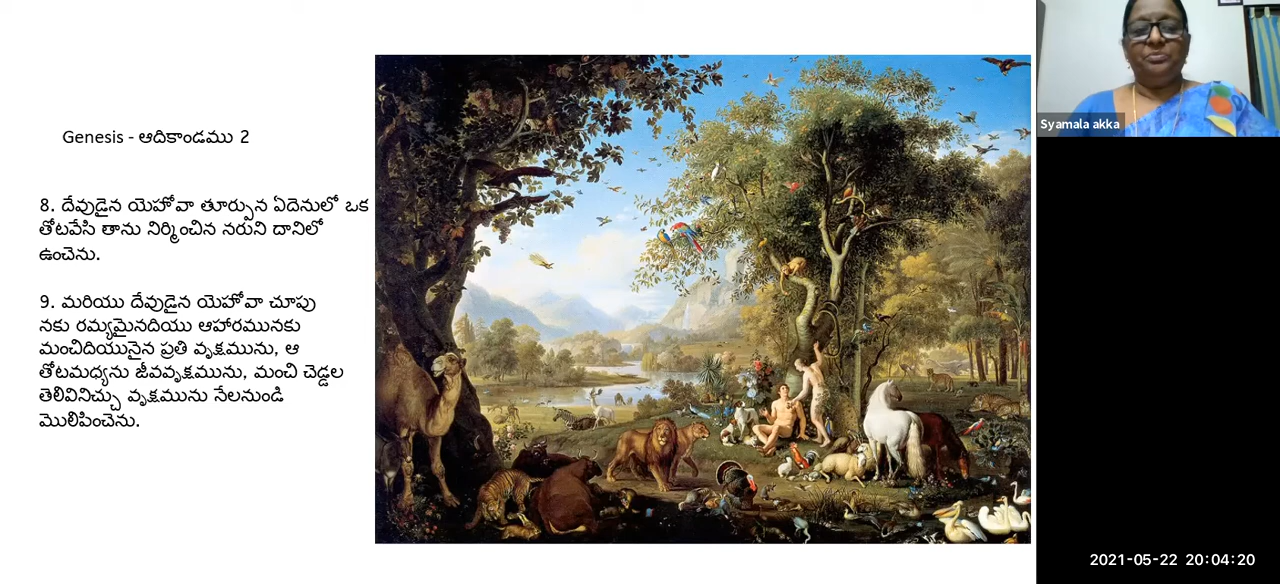 Genesis - ఆదికాండము 2
8. దేవుడైన యెహోవా తూర్పున ఏదెనులో ఒక
తోటవేసి తాను నిర్మించిన నరుని దానిలో
ఉంచెను.
9. మరియు దేవుడైన యెహోవా చూపు
నకు రమ్యమైనదియు ఆహారమునకు
మంచిదియునైన ప్రతి వృక్షమును, ఆ
తోటమధ్యను జీవవృక్షమును, మంచి చెడ్డల
తెలివినిచ్చు వృక్షమును నేలనుండి
మొలిపించెను.
Syamala akka
2021-05-22 20:04:20